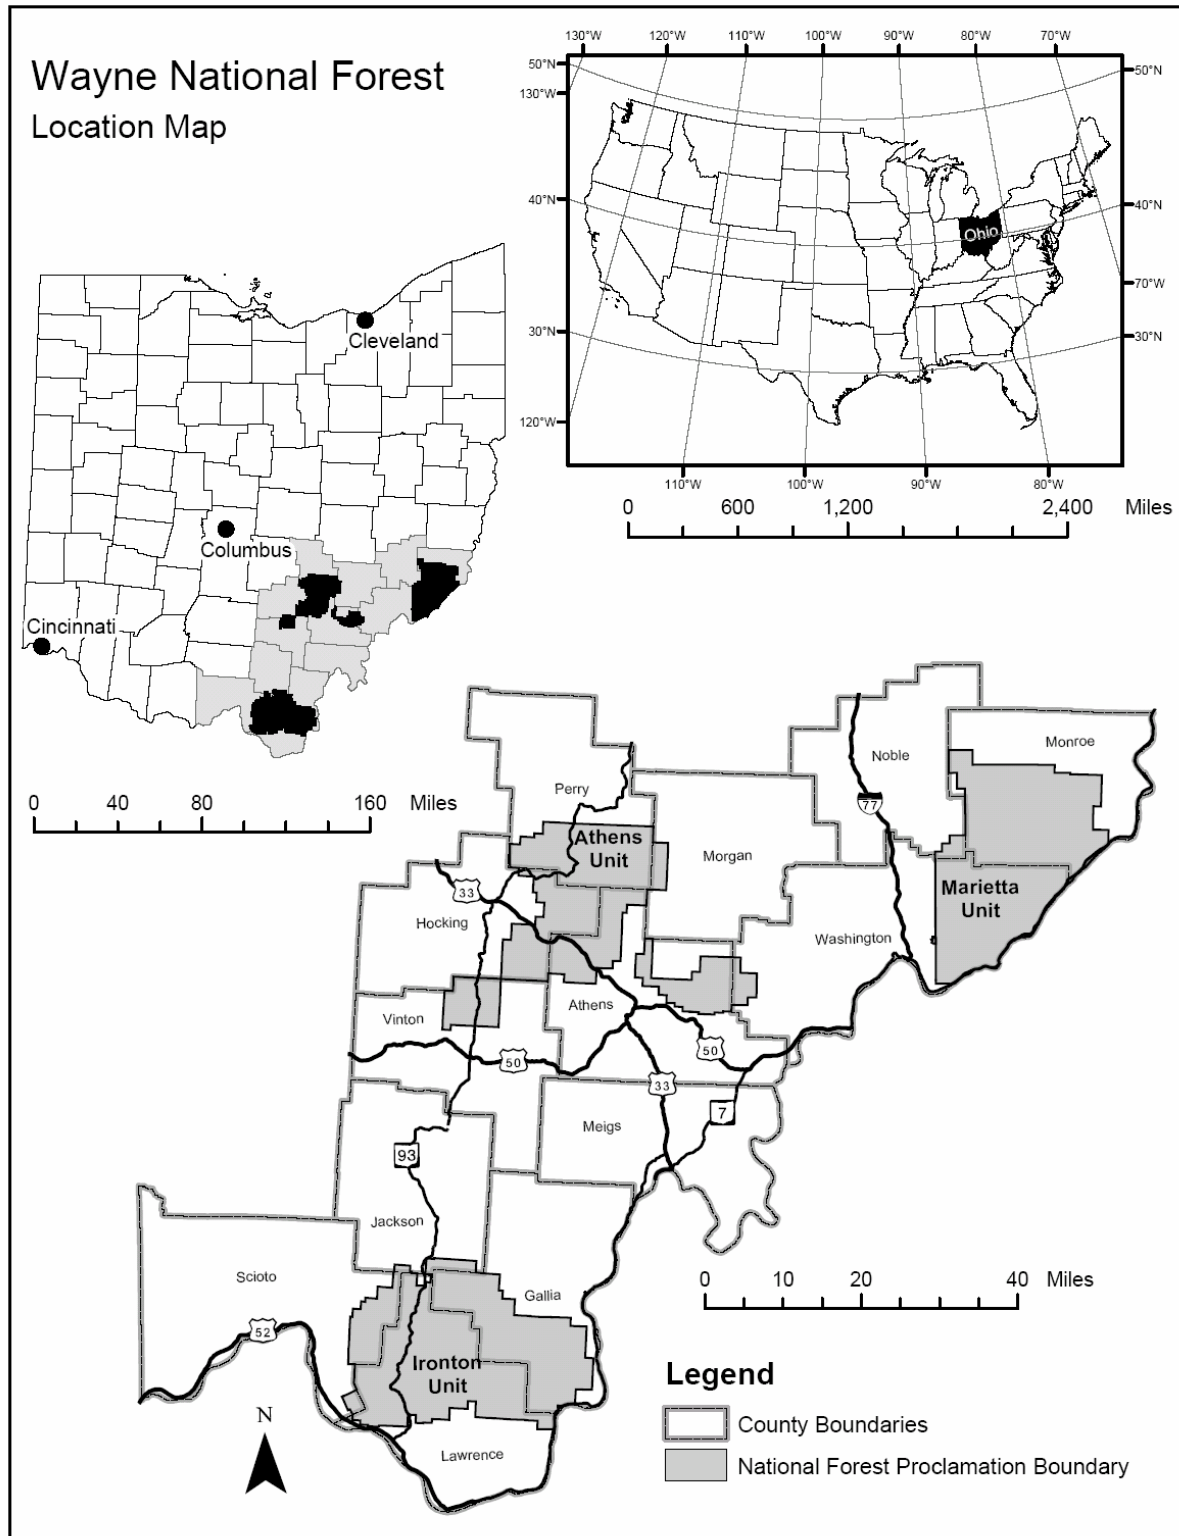 Wayne National Forest
Location Map
130°W 120°W 110°W 100°W 90°W 80°W 70°W
50°N
130°W
40°N
30°N
120°W
50°N
40°N
70°W
30°N
Ohio
110°W 100°W 90°W 80°W
0 600 1,200 2,400 Miles
Cleveland
Columbus
Cincinnati
0 40 80 160 Miles
Noble
Monroe
77
Perry
Athens
Unit
Morgan
Marietta
Unit
33
Hocking
Washington
Vinton
Athens
50
50
33
7
Meigs
93
Jackson
Scioto
Gallia
52
Ironton
Unit
Lawrence
N
0 10 20 40 Miles
Legend
County Boundaries
National Forest Proclamation Boundary